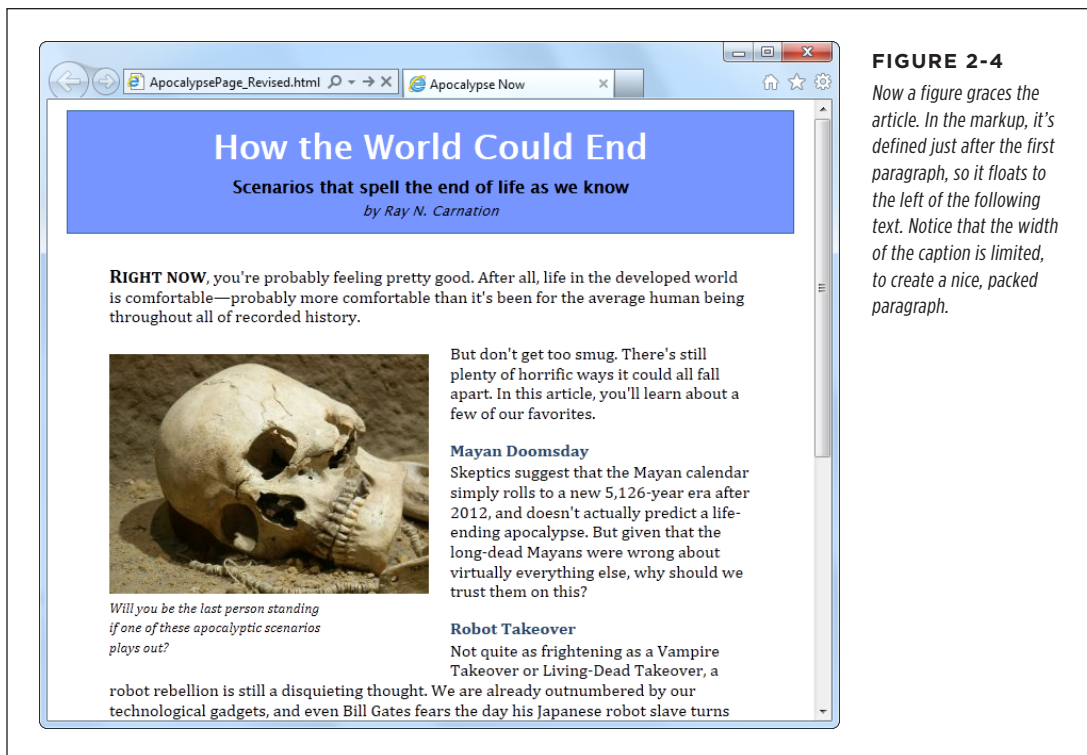 ApocalypsePage_Revised.html
Apocalypse Now
How the World Could End
Scenarios that spell the end of life as we know
by Ray N. Carnation
RIGHT NOW, you're probably feeling pretty good. After all, life in the developed world
is comfortable—probably more comfortable than it's been for the average human being
throughout all of recorded history.
But don't get too smug. There's still
plenty of horrific ways it could all fall
apart. In this article, you'll learn about a
few of our favorites.
Mayan Doomsday
Skeptics suggest that the Mayan calendar
simply rolls to a new 5,126-year era after
2012, and doesn't actually predict a life-
ending apocalypse. But given that the
long-dead Mayans were wrong about
virtually everything else, why should we
trust them on this?
Will you be the last person standing
if one of these apocalyptic scenarios
plays out?
Robot Takeover
Not quite as frightening as a Vampire
Takeover or Living-Dead Takeover, a
robot rebellion is still a disquieting thought. We are already outnumbered by our
technological gadgets, and even Bill Gates fears the day his Japanese robot slave turns
FIGURE 2-4
Now a figure graces the
article. In the markup, it's
defined just after the first
paragraph, so it floats to
the left of the following
text. Notice that the width
of the caption is limited,
to create a nice, packed
paragraph.